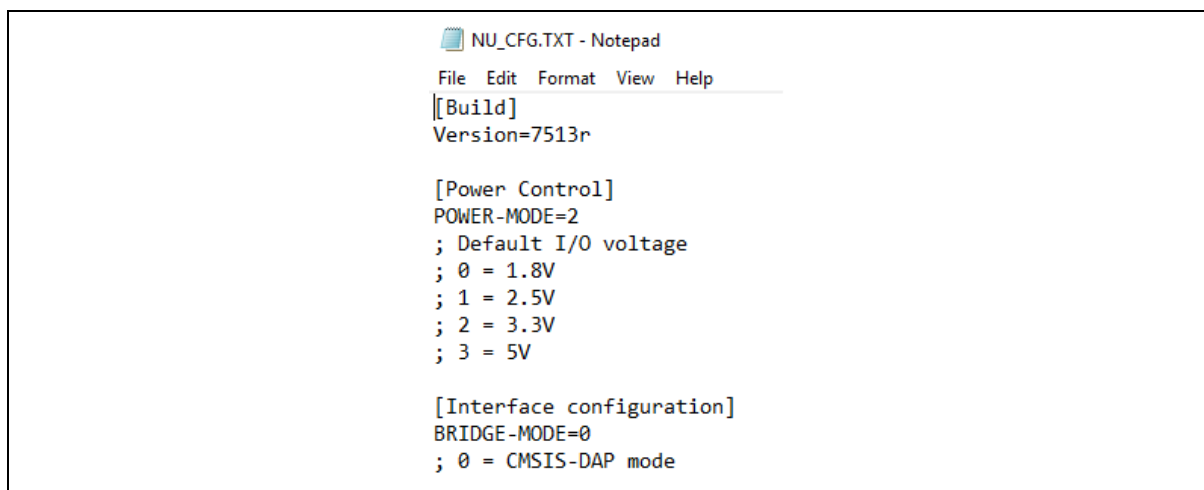 NU_CFG.TXT - Notepad
File Edit Format View Help
[Build]
Version=7513r
[Power Control]
POWER-MODE=2
; Default I/O voltage
; 0 = 1.8V
; 1 = 2.5V
; 2 = 3.3V
; 3 = 5V
[Interface configuration]
BRIDGE-MODE=0
; 0 = CMSIS-DAP mode